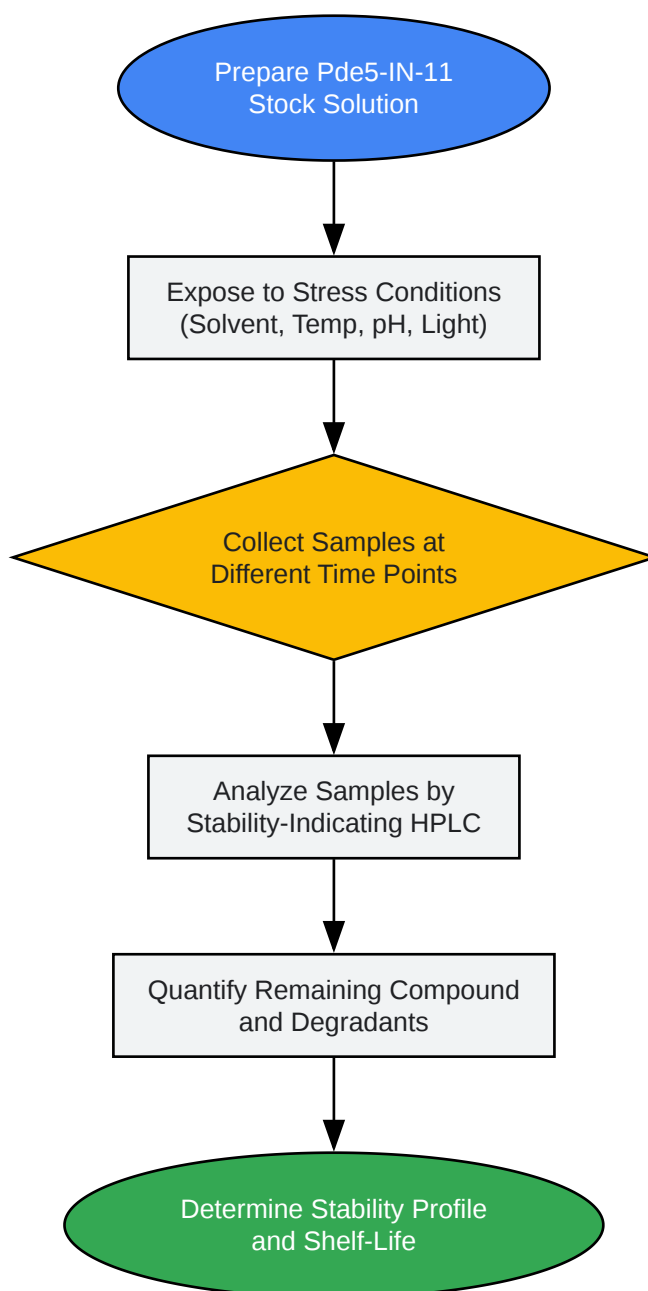 Prepare Pde5-IN-11
Stock Solution
Expose to Stress Conditions
(Solvent, Temp, pH, Light)
Collect Samples at
Different Time Points
Analyze Samples by
Stability-Indicating HPLC
Quantify Remaining Compound
and Degradants
Determine Stability Profile
and Shelf-Life